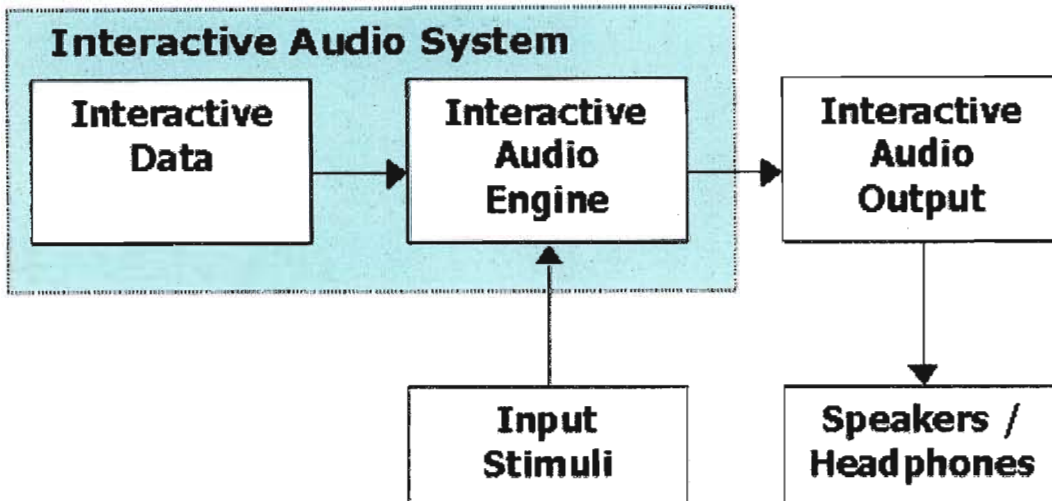 Interactive Audio System
Interactive
Data
Interactive
Audio
Engine
Interactive
Audio
Output
Input
Stimuli
Speakers /
Headphones